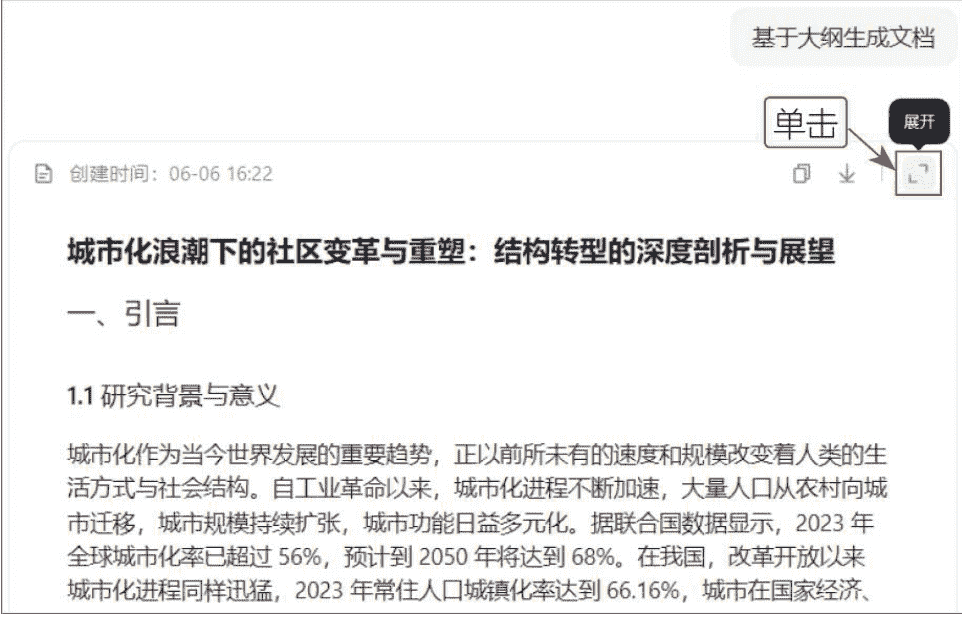 基于大纲生成文档
单击
展开
创建时间：06-06 16:22
城市化浪潮下的社区变革与重塑：结构转型的深度剖析与展望
一、引言
1.1 研究背景与意义
城市化作为当今世界发展的重要趋势，正以前所未有的速度和规模改变着人类的生
活方式与社会结构。自工业革命以来，城市化进程不断加速，大量人口从农村向城
市迁移，城市规模持续扩张，城市功能日益多元化。据联合国数据显示，2023 年
全球城市化率已超过 56%，预计到 2050 年将达到 68%。在我国，改革开放以来
城市化进程同样迅猛，2023 年常住人口城镇化率达到 66.16%，城市在国家经济、